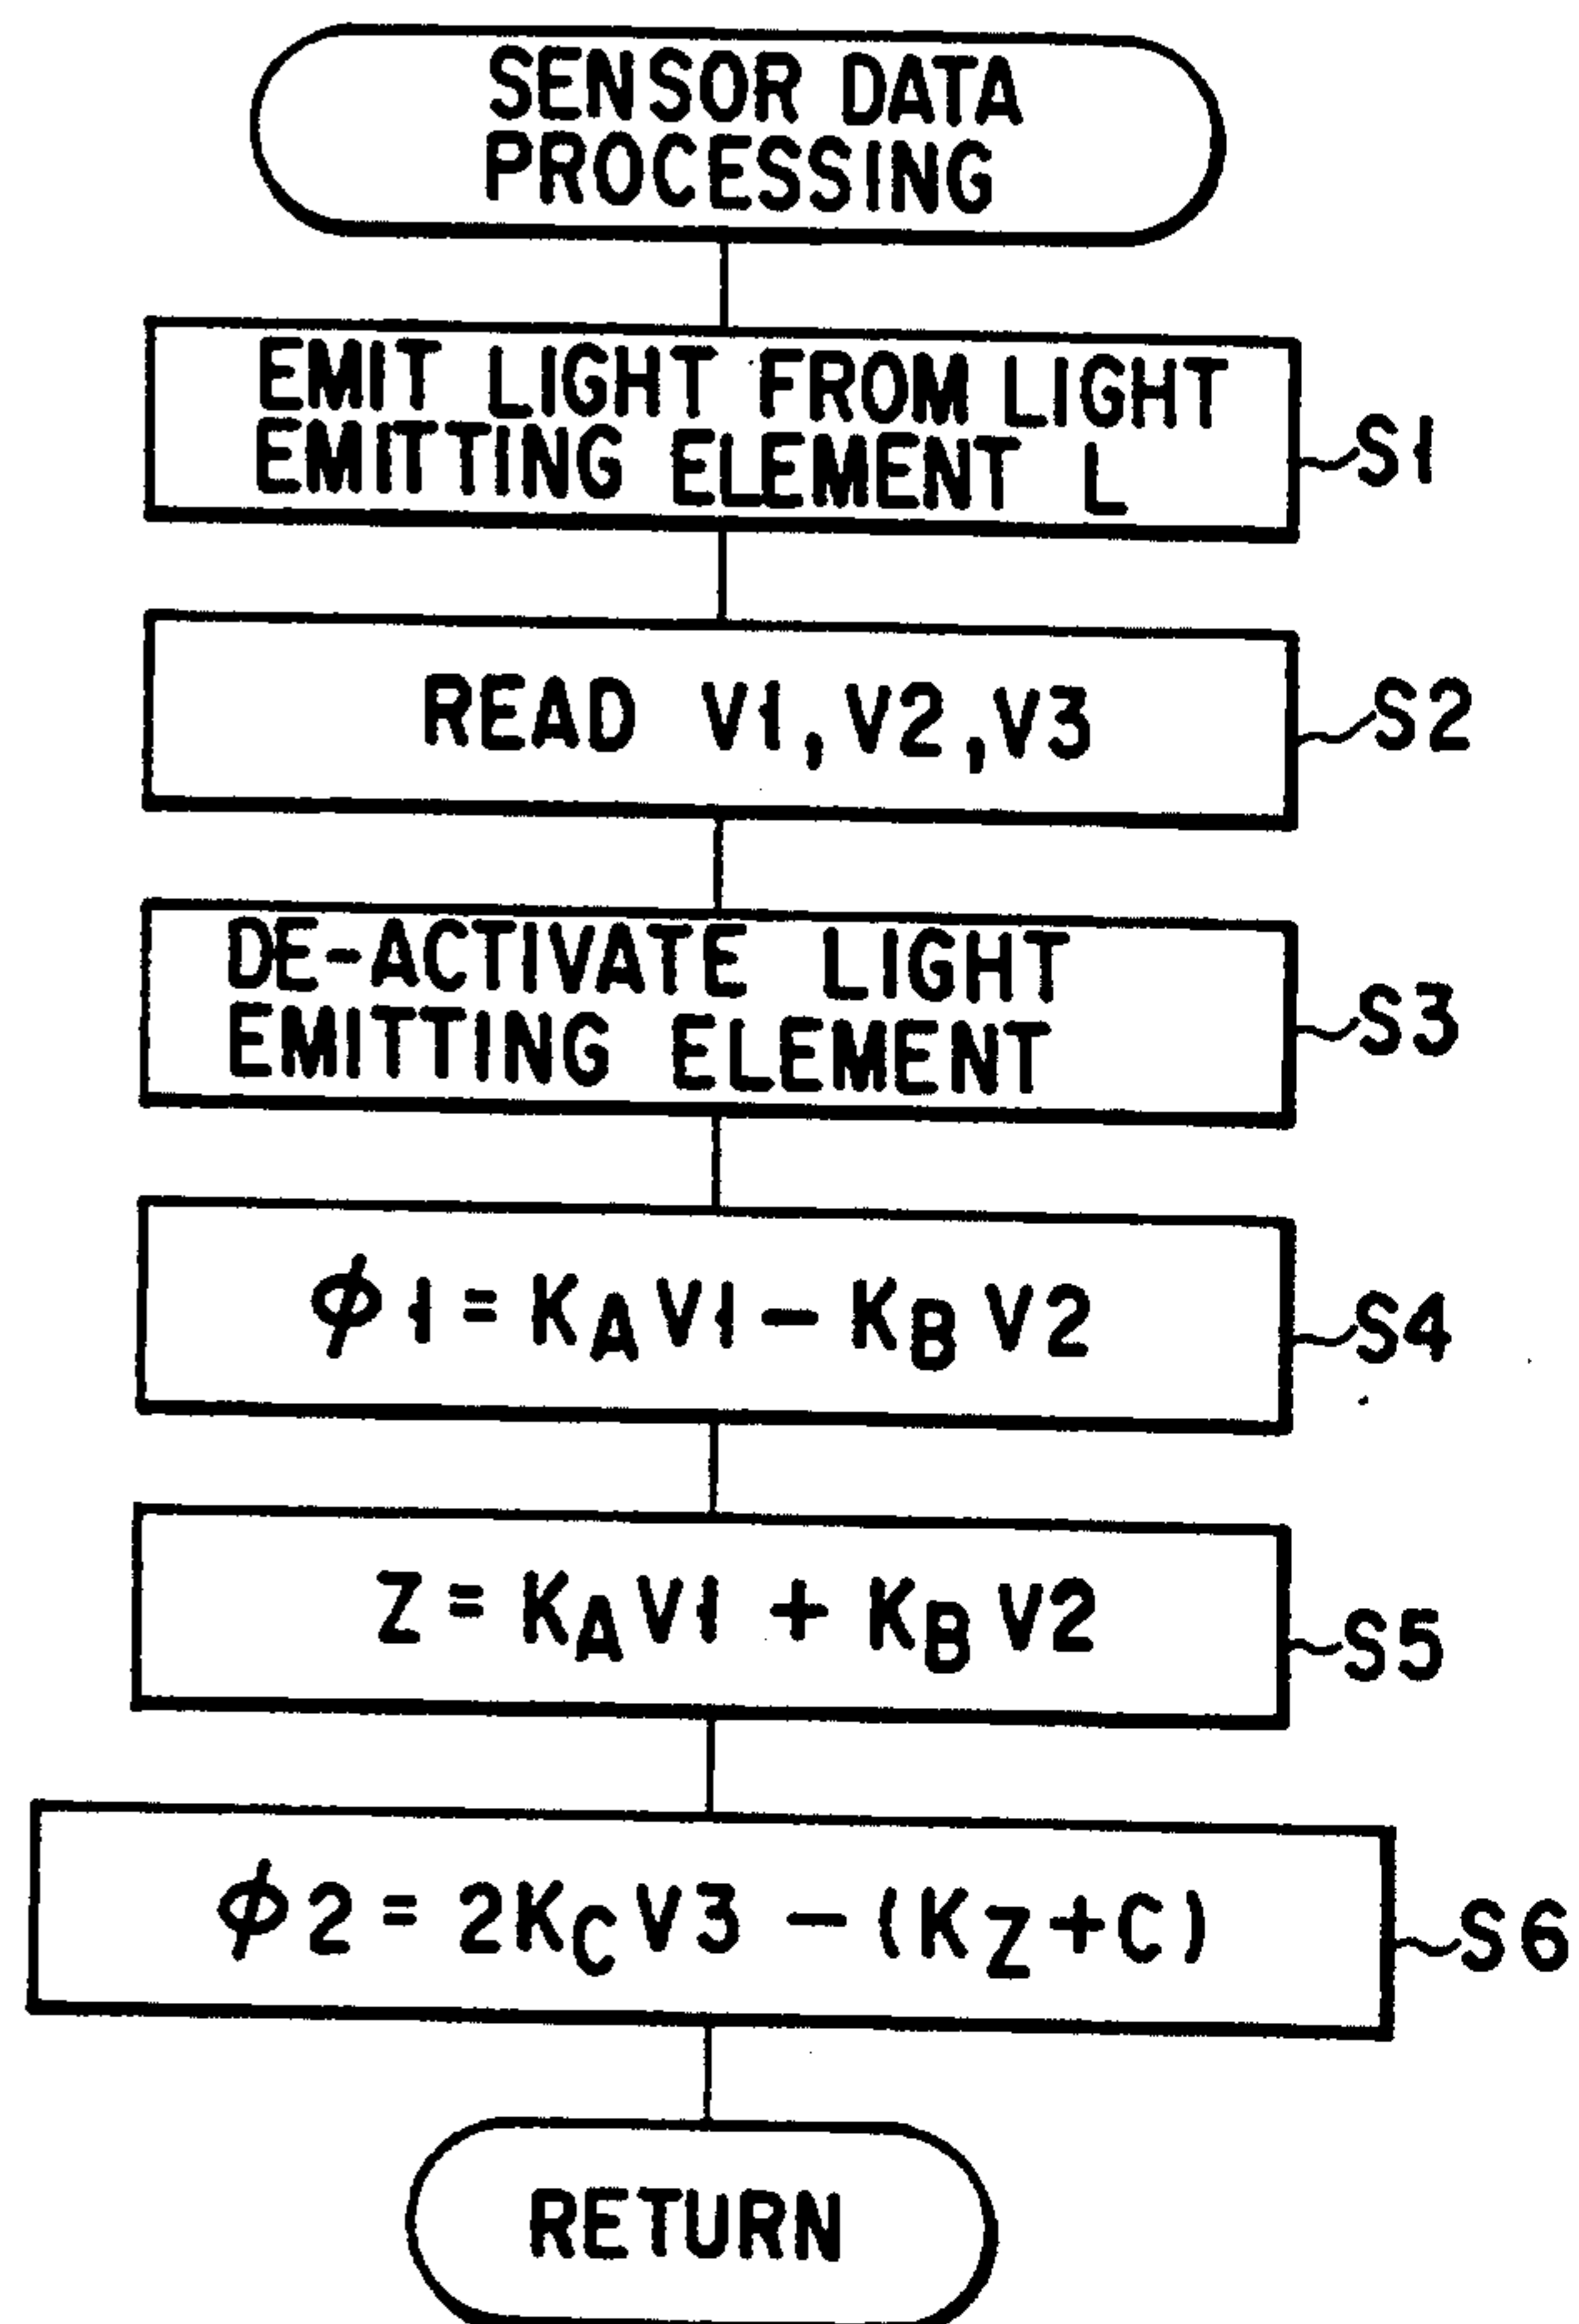 SENSOR DATA
PROCESSING
EMIT LIGHT FROM LIGHT
EMITTING ELEMENT L
S1
READ V1,V2,V3
S2
DE-ACTIVATE LIGHT
EMITTING ELEMENT
S3
ϕ1=KAV1-KBV2
S4
Z=KAV1+KBV2
S5
ϕ2=2KCV3-(KZ+C)
S6
RETURN